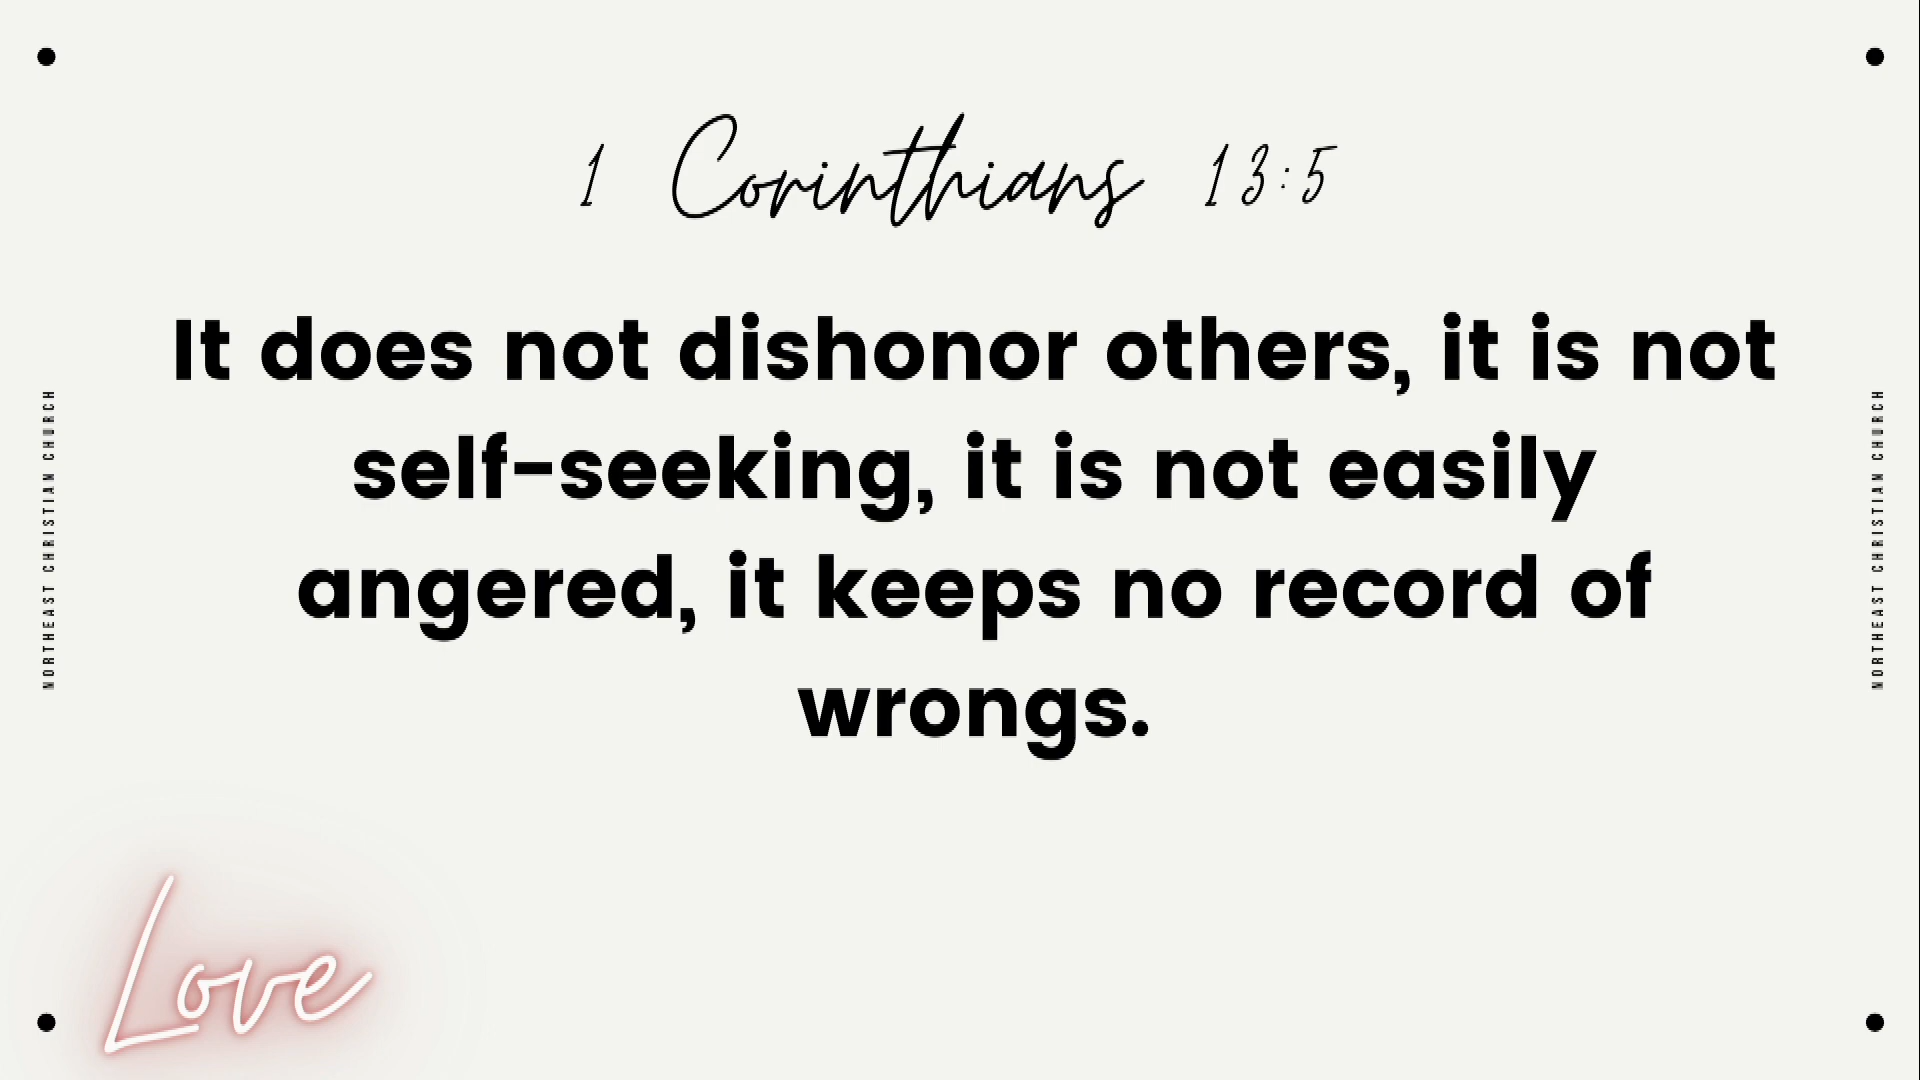 1 Corinthians 13:5
It does not dishonor others, it is not
self-seeking, it is not easily
angered, it keeps no record of
wrongs.
NORTHEAST CHRISTIAN CHURCH
NORTHEAST CHRISTIAN CHURCH
Love